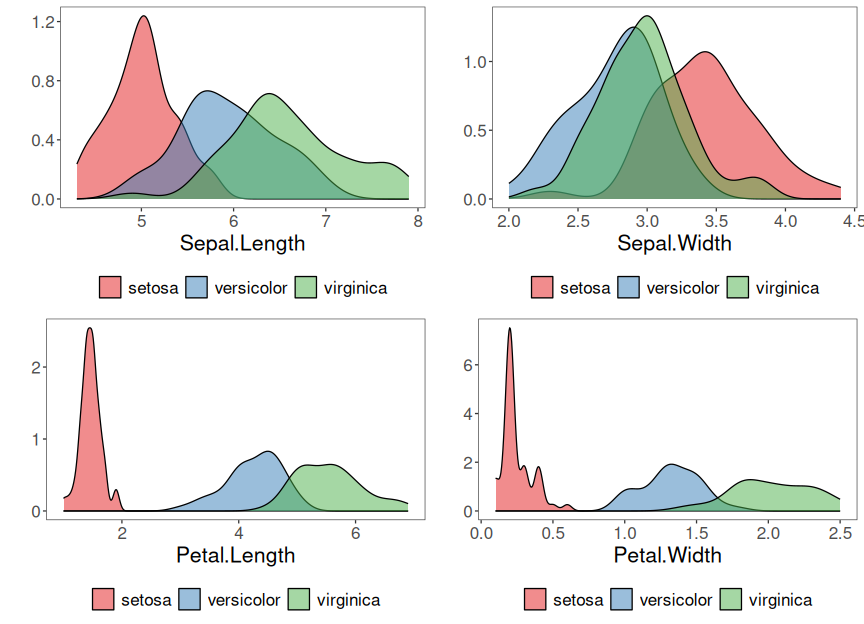 1.2
0.8
0.4
0.0
5 6 7 8
Sepal.Length
setosa versicolor virginica
1.0
0.5
0.0
2.0 2.5 3.0 3.5 4.0 4.5
Sepal.Width
setosa versicolor virginica
2
1
0
2 4 6
Petal.Length
setosa versicolor virginica
6
4
2
0
0.0 0.5 1.0 1.5 2.0 2.5
Petal.Width
setosa versicolor virginica